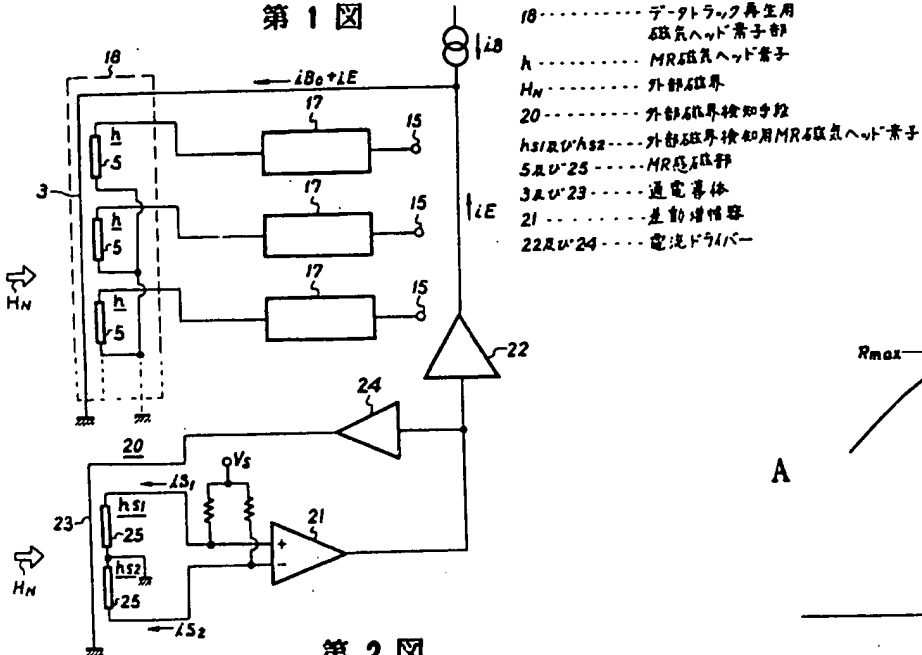 第1図
18
iB
iB0+iE
h
5
17
15
3
h
5
17
15
iE
HN
h
5
17
15
22
24
20
VS
iS1
hs1
23
25
21
+
-
hs2
HN
25
iS2
第2図
18‥‥‥‥データトラック再生用
磁気ヘッド素子部
h‥‥‥‥MR磁気ヘッド素子
HN‥‥‥‥外部磁界
20‥‥‥‥外部磁界検知手段
hs1及びhs2‥‥外部磁界検知用MR磁気ヘッド素子
5及び25‥‥‥MR感磁部
3及び23‥‥‥通電導体
21‥‥‥‥差動増幅器
22及び24‥‥電流ドライバー
Rmax
A